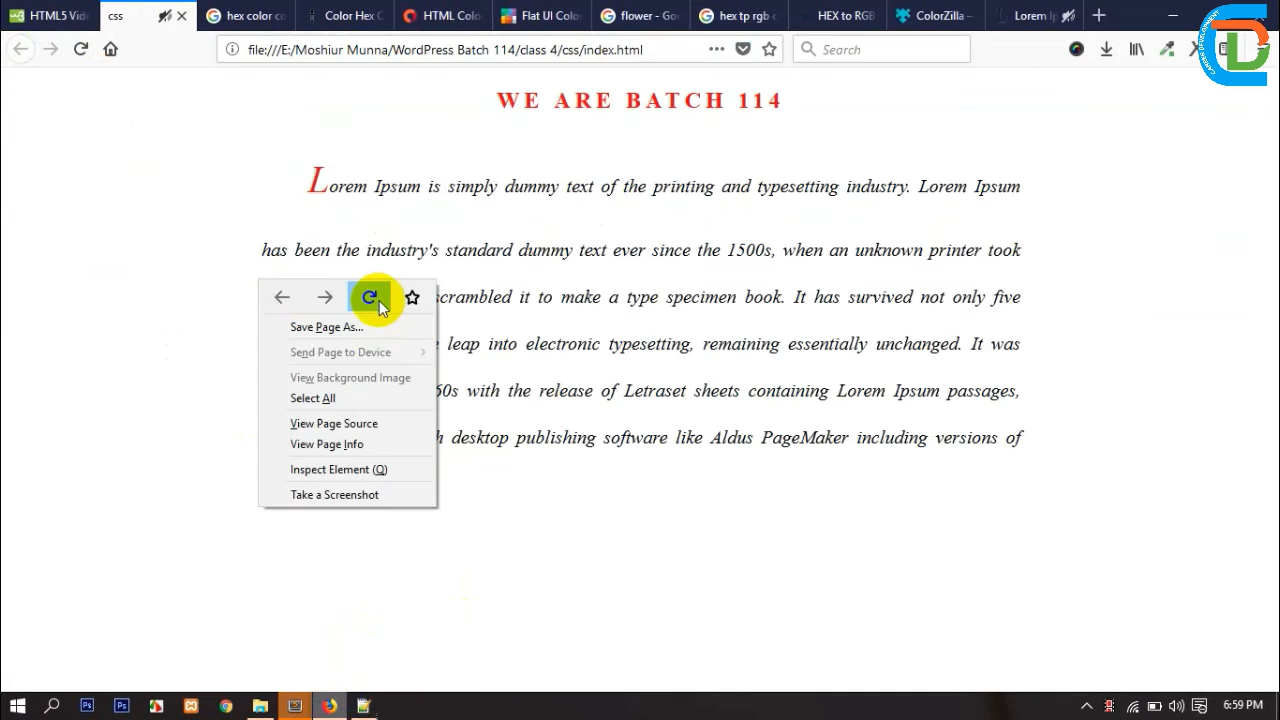 HTML5 Vide
css
hex color co
Color Hex C
HTML Colo
Flat UI Colo
flower - Goo
hex tp rgb c
HEX to RGB
ColorZilla –
Lorem Ip
file:///E:/Moshiur Munna/WordPress Batch 114/class 4/css/index.html
Search
WE ARE BATCH 114
Lorem Ipsum is simply dummy text of the printing and typesetting industry. Lorem Ipsum
has been the industry's standard dummy text ever since the 1500s, when an unknown printer took
scrambled it to make a type specimen book. It has survived not only five
leap into electronic typesetting, remaining essentially unchanged. It was
60s with the release of Letraset sheets containing Lorem Ipsum passages,
desktop publishing software like Aldus PageMaker including versions of
Save Page As...
Send Page to Device
View Background Image
Select All
View Page Source
View Page Info
Inspect Element (Q)
Take a Screenshot
6:59 PM